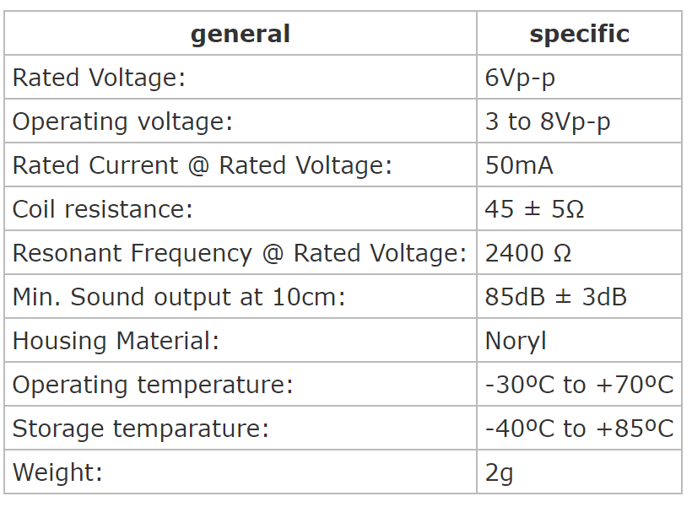 general specific
Rated Voltage: 6Vp-p
Operating voltage: 3 to 8Vp-p
Rated Current @ Rated Voltage: 50mA
Coil resistance: 45 ± 5Ω
Resonant Frequency @ Rated Voltage: 2400 Ω
Min. Sound output at 10cm: 85dB ± 3dB
Housing Material: Noryl
Operating temperature: -30ºC to +70ºC
Storage temparature: -40ºC to +85ºC
Weight: 2g